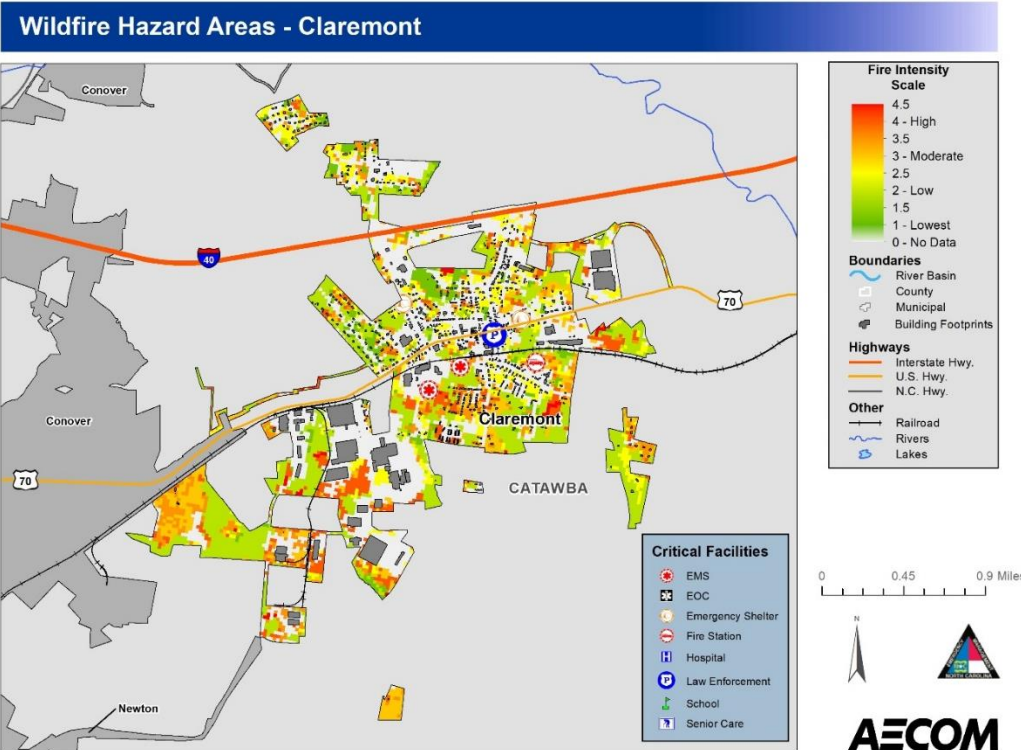 Wildfire Hazard Areas - Claremont
Conover
40
70
Conover
70
P
Claremont
CATAWBA
Newton
Fire Intensity
Scale
4.5
4 - High
3.5
3 - Moderate
2.5
2 - Low
1.5
1 - Lowest
0 - No Data
Boundaries
River Basin
County
Municipal
Building Footprints
Highways
Interstate Hwy.
U.S. Hwy.
N.C. Hwy.
Other
Railroad
Rivers
Lakes
Critical Facilities
EMS
EOC
Emergency Shelter
Fire Station
H Hospital
P Law Enforcement
School
Senior Care
0 0.45 0.9 Miles
N
NORTH CAROLINA
AECOM